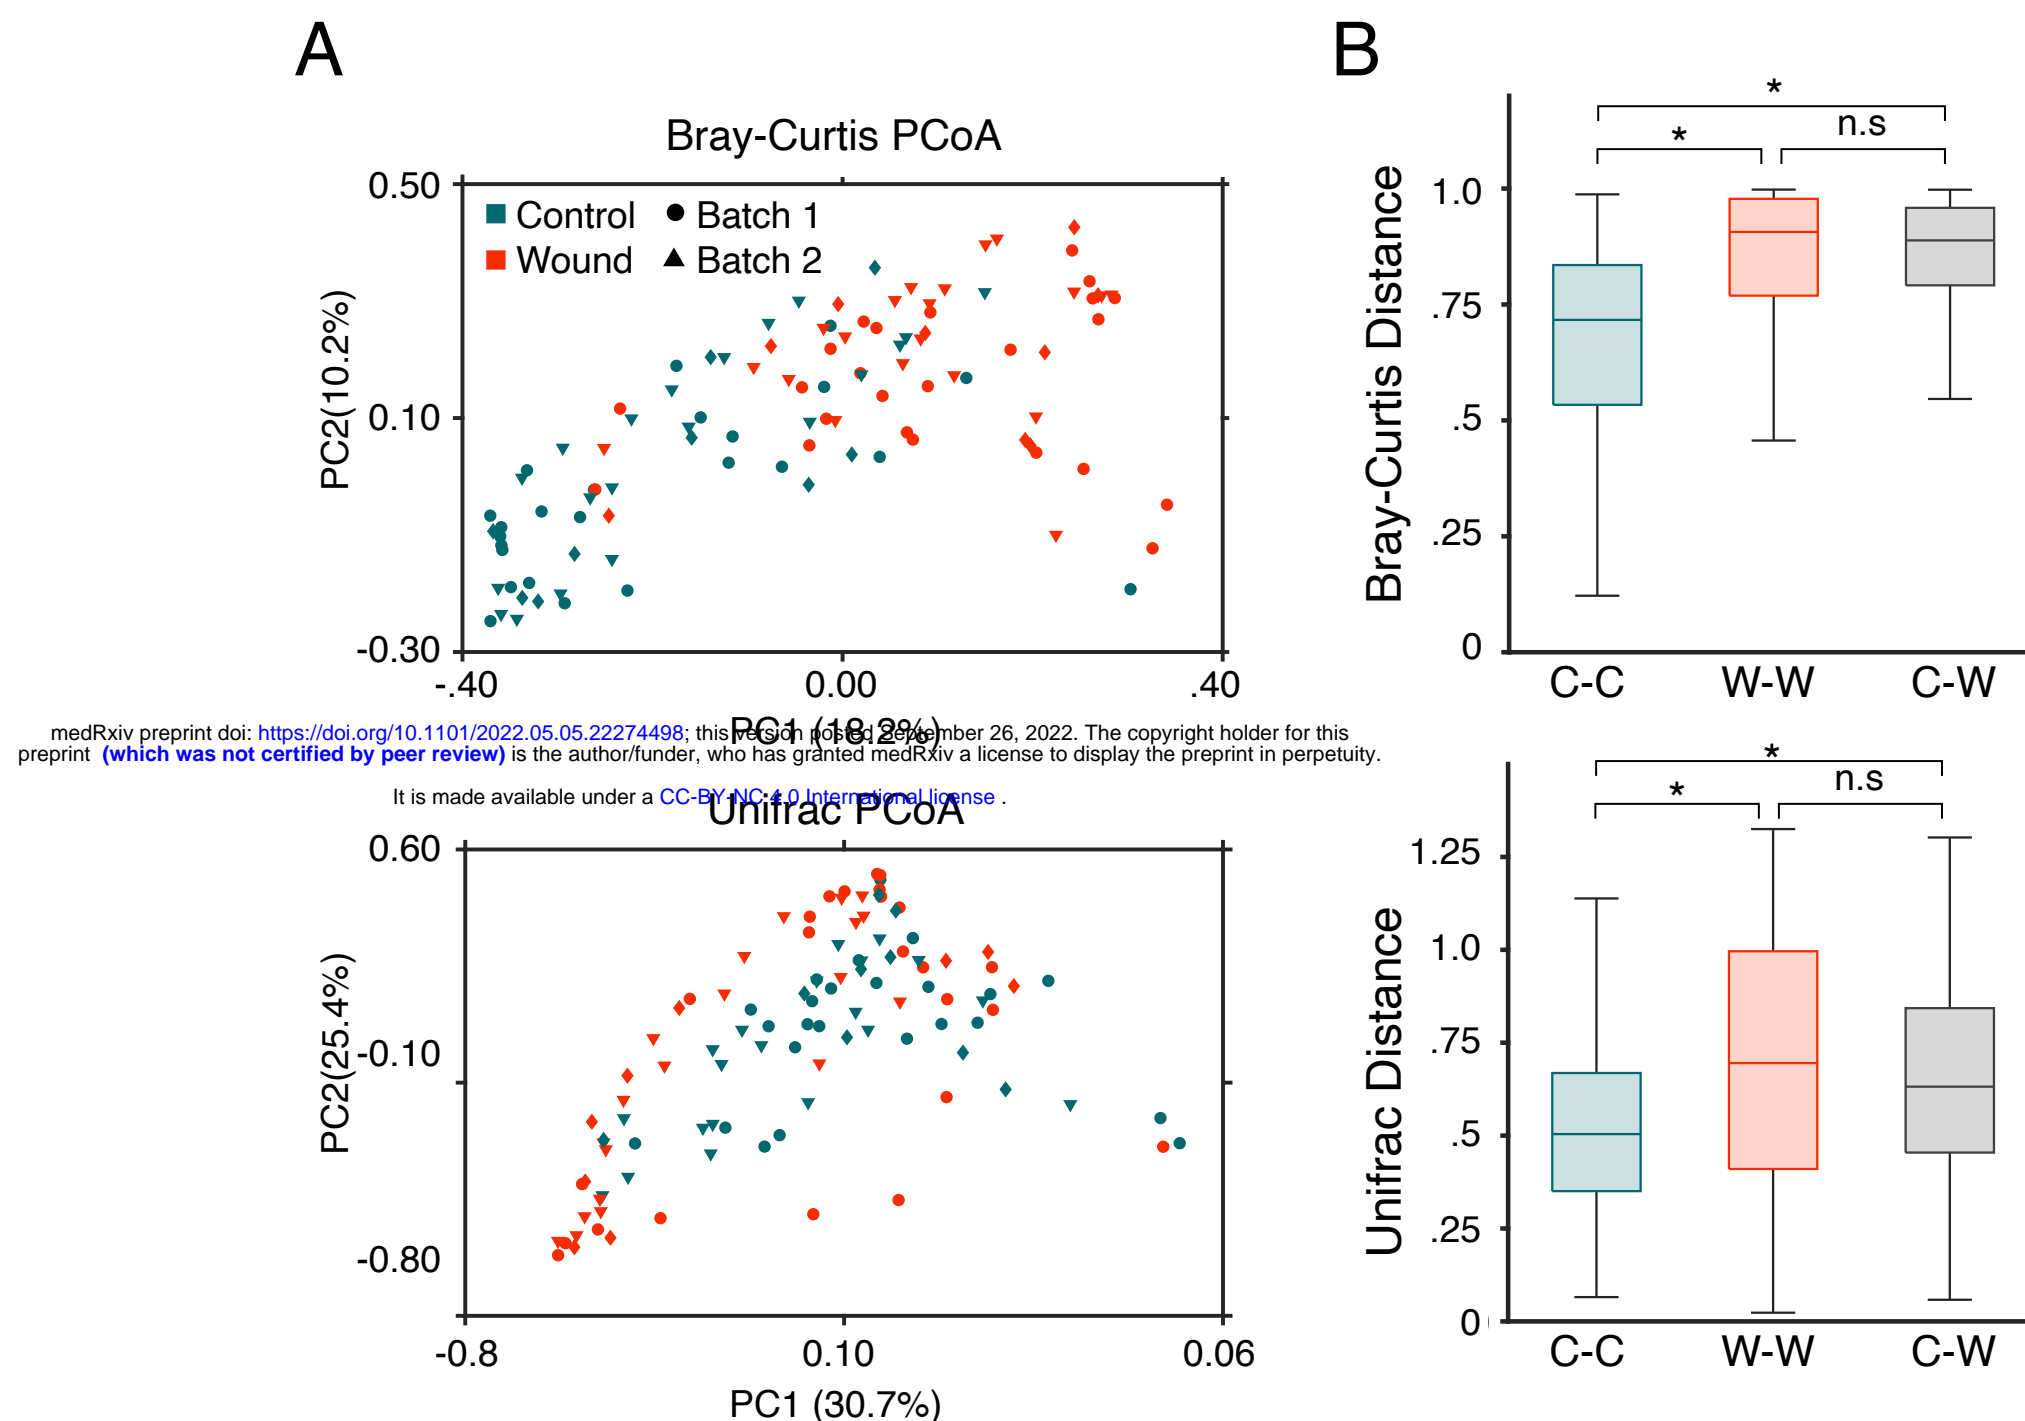 A
B
Bray-Curtis PCoA
0.50
0.10
-0.30
PC2(10.2%)
Control
Batch 1
Wound
Batch 2
-.40
0.00
.40
PC1 (18.2%)
*
*
n.s
Bray-Curtis Distance
1.0
.75
.5
.25
0
C-C
W-W
C-W
medRxiv preprint doi: https://doi.org/10.1101/2022.05.05.22274498; this version posted September 26, 2022. The copyright holder for this
preprint (which was not certified by peer review) is the author/funder, who has granted medRxiv a license to display the preprint in perpetuity.
It is made available under a CC-BY-NC 4.0 International license .
Unifrac PCoA
0.60
-0.10
-0.80
PC2(25.4%)
-0.8
0.10
0.06
PC1 (30.7%)
*
*
n.s
Unifrac Distance
1.25
1.0
.75
.5
.25
0
C-C
W-W
C-W